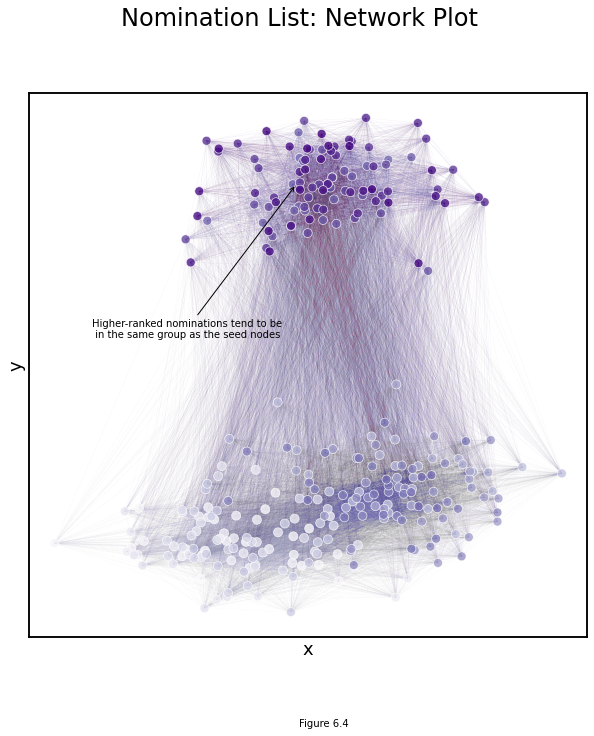 Nomination List: Network Plot
Higher-ranked nominations tend to be
in the same group as the seed nodes
y
x
Figure 6.4